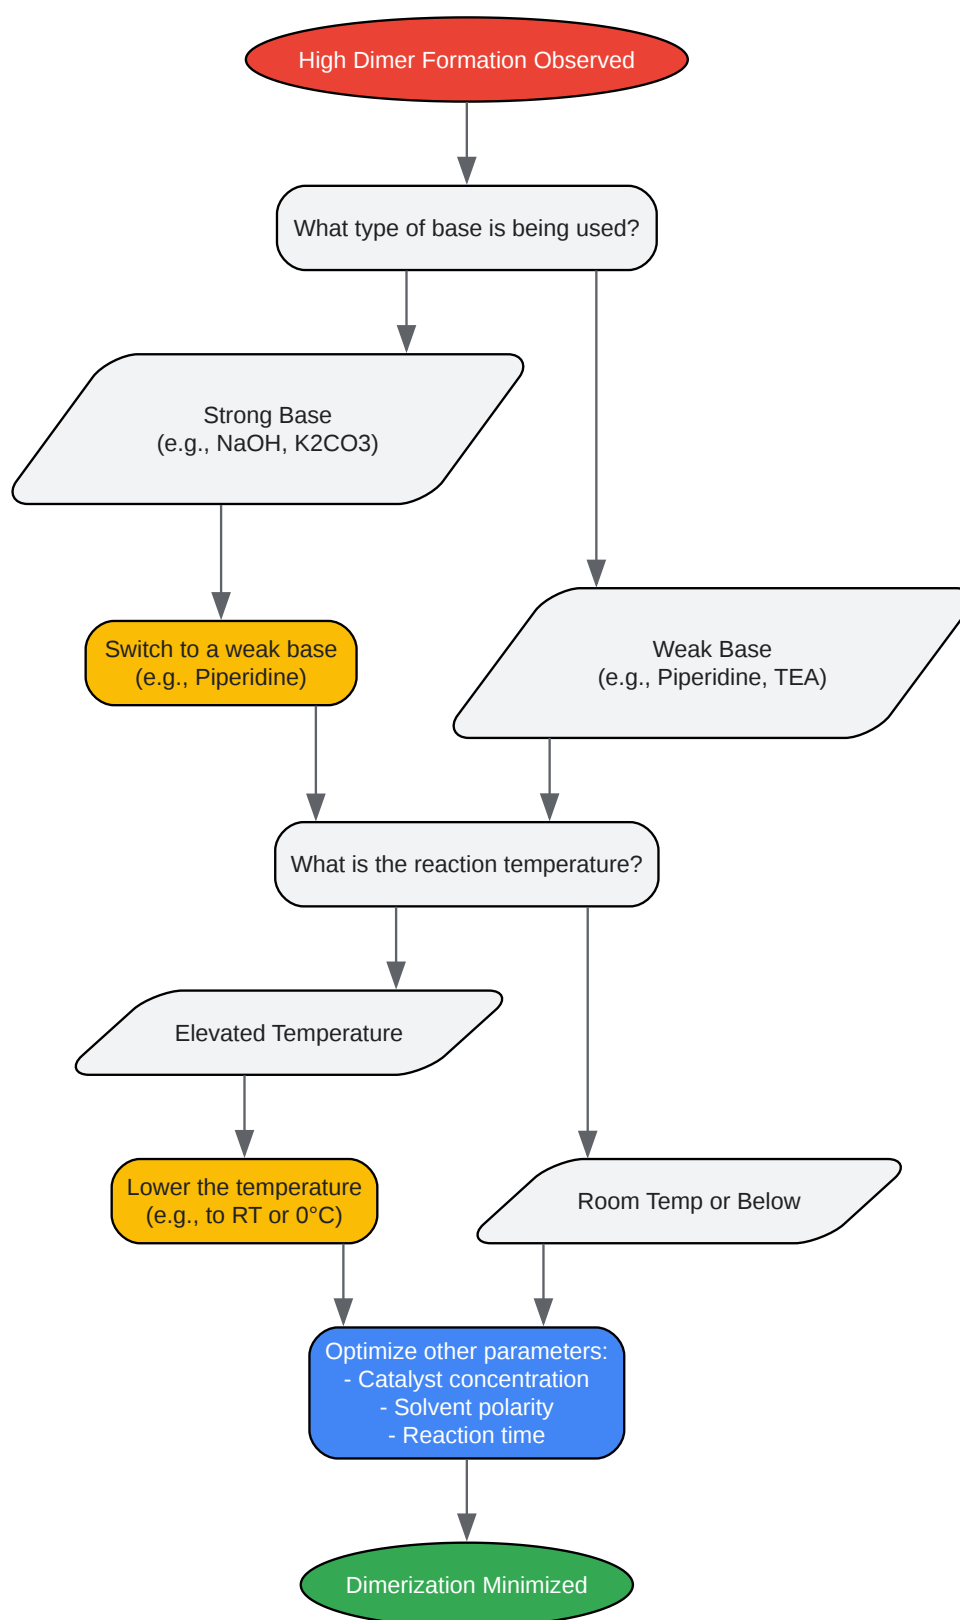 High Dimer Formation Observed
What type of base is being used?
Strong Base
(e.g., NaOH, K2CO3)
Switch to a weak base
(e.g., Piperidine)
Weak Base
(e.g., Piperidine, TEA)
What is the reaction temperature?
Elevated Temperature
Lower the temperature
(e.g., to RT or 0°C)
Room Temp or Below
Optimize other parameters:
- Catalyst concentration
- Solvent polarity
- Reaction time
Dimerization Minimized